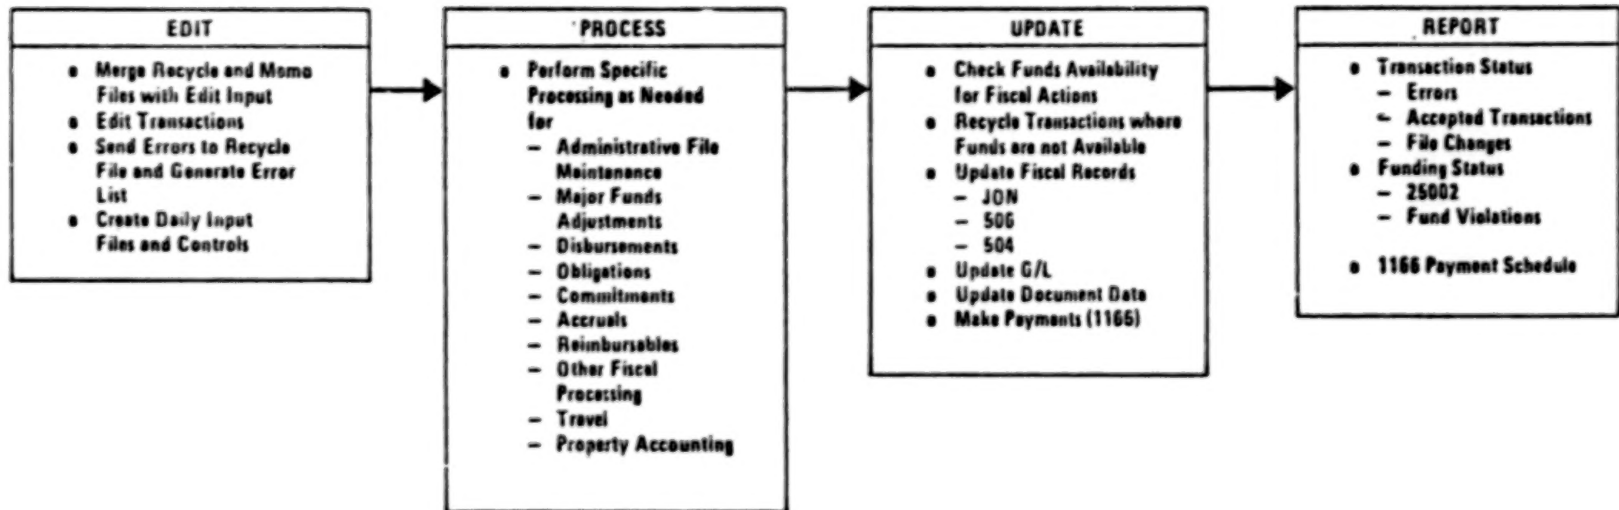 EDIT
• Merge Recycle and Memo
Files with Edit Input
• Edit Transactions
• Send Errors to Recycle
File and Generate Error
List
• Create Daily Input
Files and Controls
PROCESS
• Perform Specific
Processing as Needed
for
– Administrative File
Maintenance
– Major Funds
Adjustments
– Disbursements
– Obligations
– Commitments
– Accruals
– Reimbursables
– Other Fiscal
Processing
– Travel
– Property Accounting
UPDATE
• Check Funds Availability
for Fiscal Actions
• Recycle Transactions where
Funds are not Available
• Update Fiscal Records
– JON
– 506
– 504
• Update G/L
• Update Document Data
• Make Payments (1166)
REPORT
• Transaction Status
– Errors
– Accepted Transactions
– File Changes
• Funding Status
– 25002
– Fund Violations
• 1166 Payment Schedule